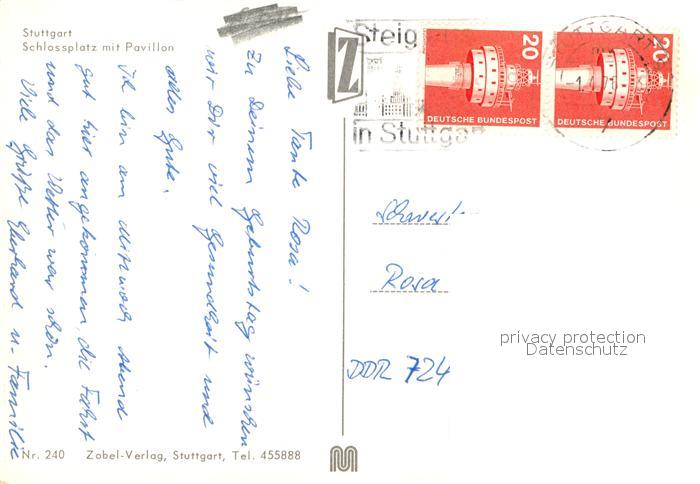 Stuttgart
Schlossplatz mit Pavillon
Liebe Tante Rosa!
Zu Deinem Geburtstag wünschen
wir Dir viel Gesundheit und
alles Gute.
Ich bin am Mittwoch Abend
gut hier angekommen, die Fahrt
und das Wetter war schön.
Viele Grüße Eberhard u. Familie
Nr. 240 Zobel-Verlag, Stuttgart, Tel. 455888
Steig
Z
in Stuttgart
20
DEUTSCHE BUNDESPOST
20
DEUTSCHE BUNDESPOST
STUTTGART
Rosa
DDR 724
privacy protection
Datenschutz